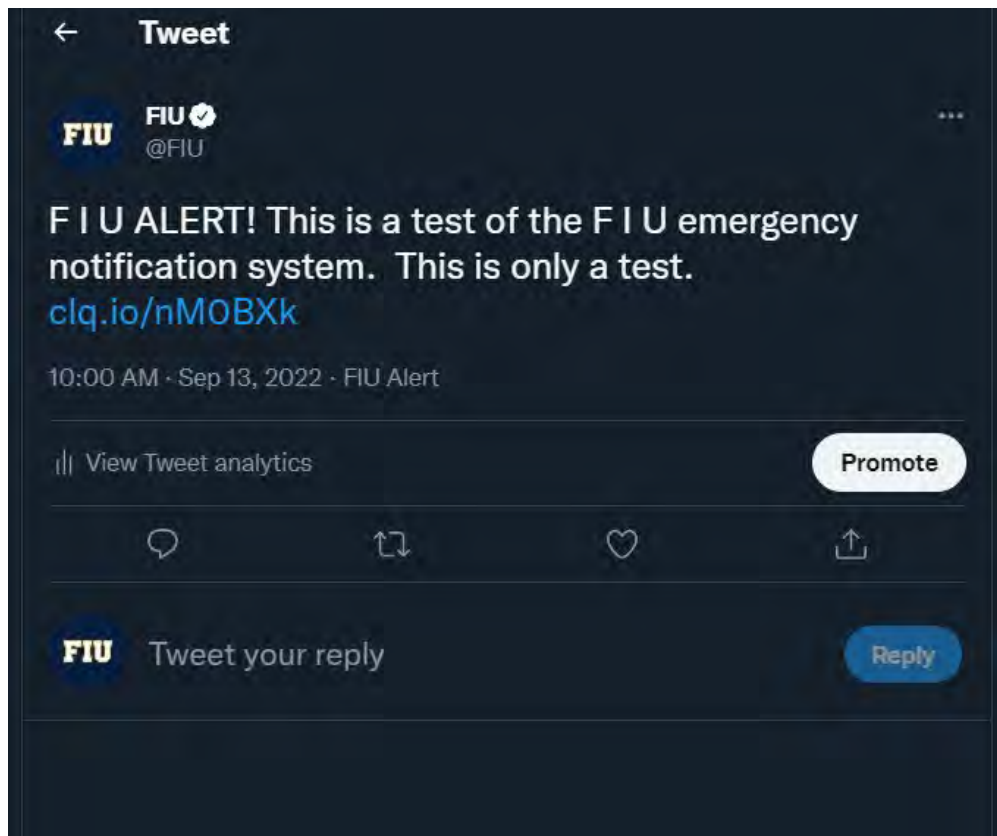 Tweet
FIU
FIU
@FIU
F I U ALERT! This is a test of the F I U emergency
notification system.  This is only a test.
clq.io/nM0BXk
10:00 AM · Sep 13, 2022 · FIU Alert
View Tweet analytics
Promote
FIU
Tweet your reply
Reply